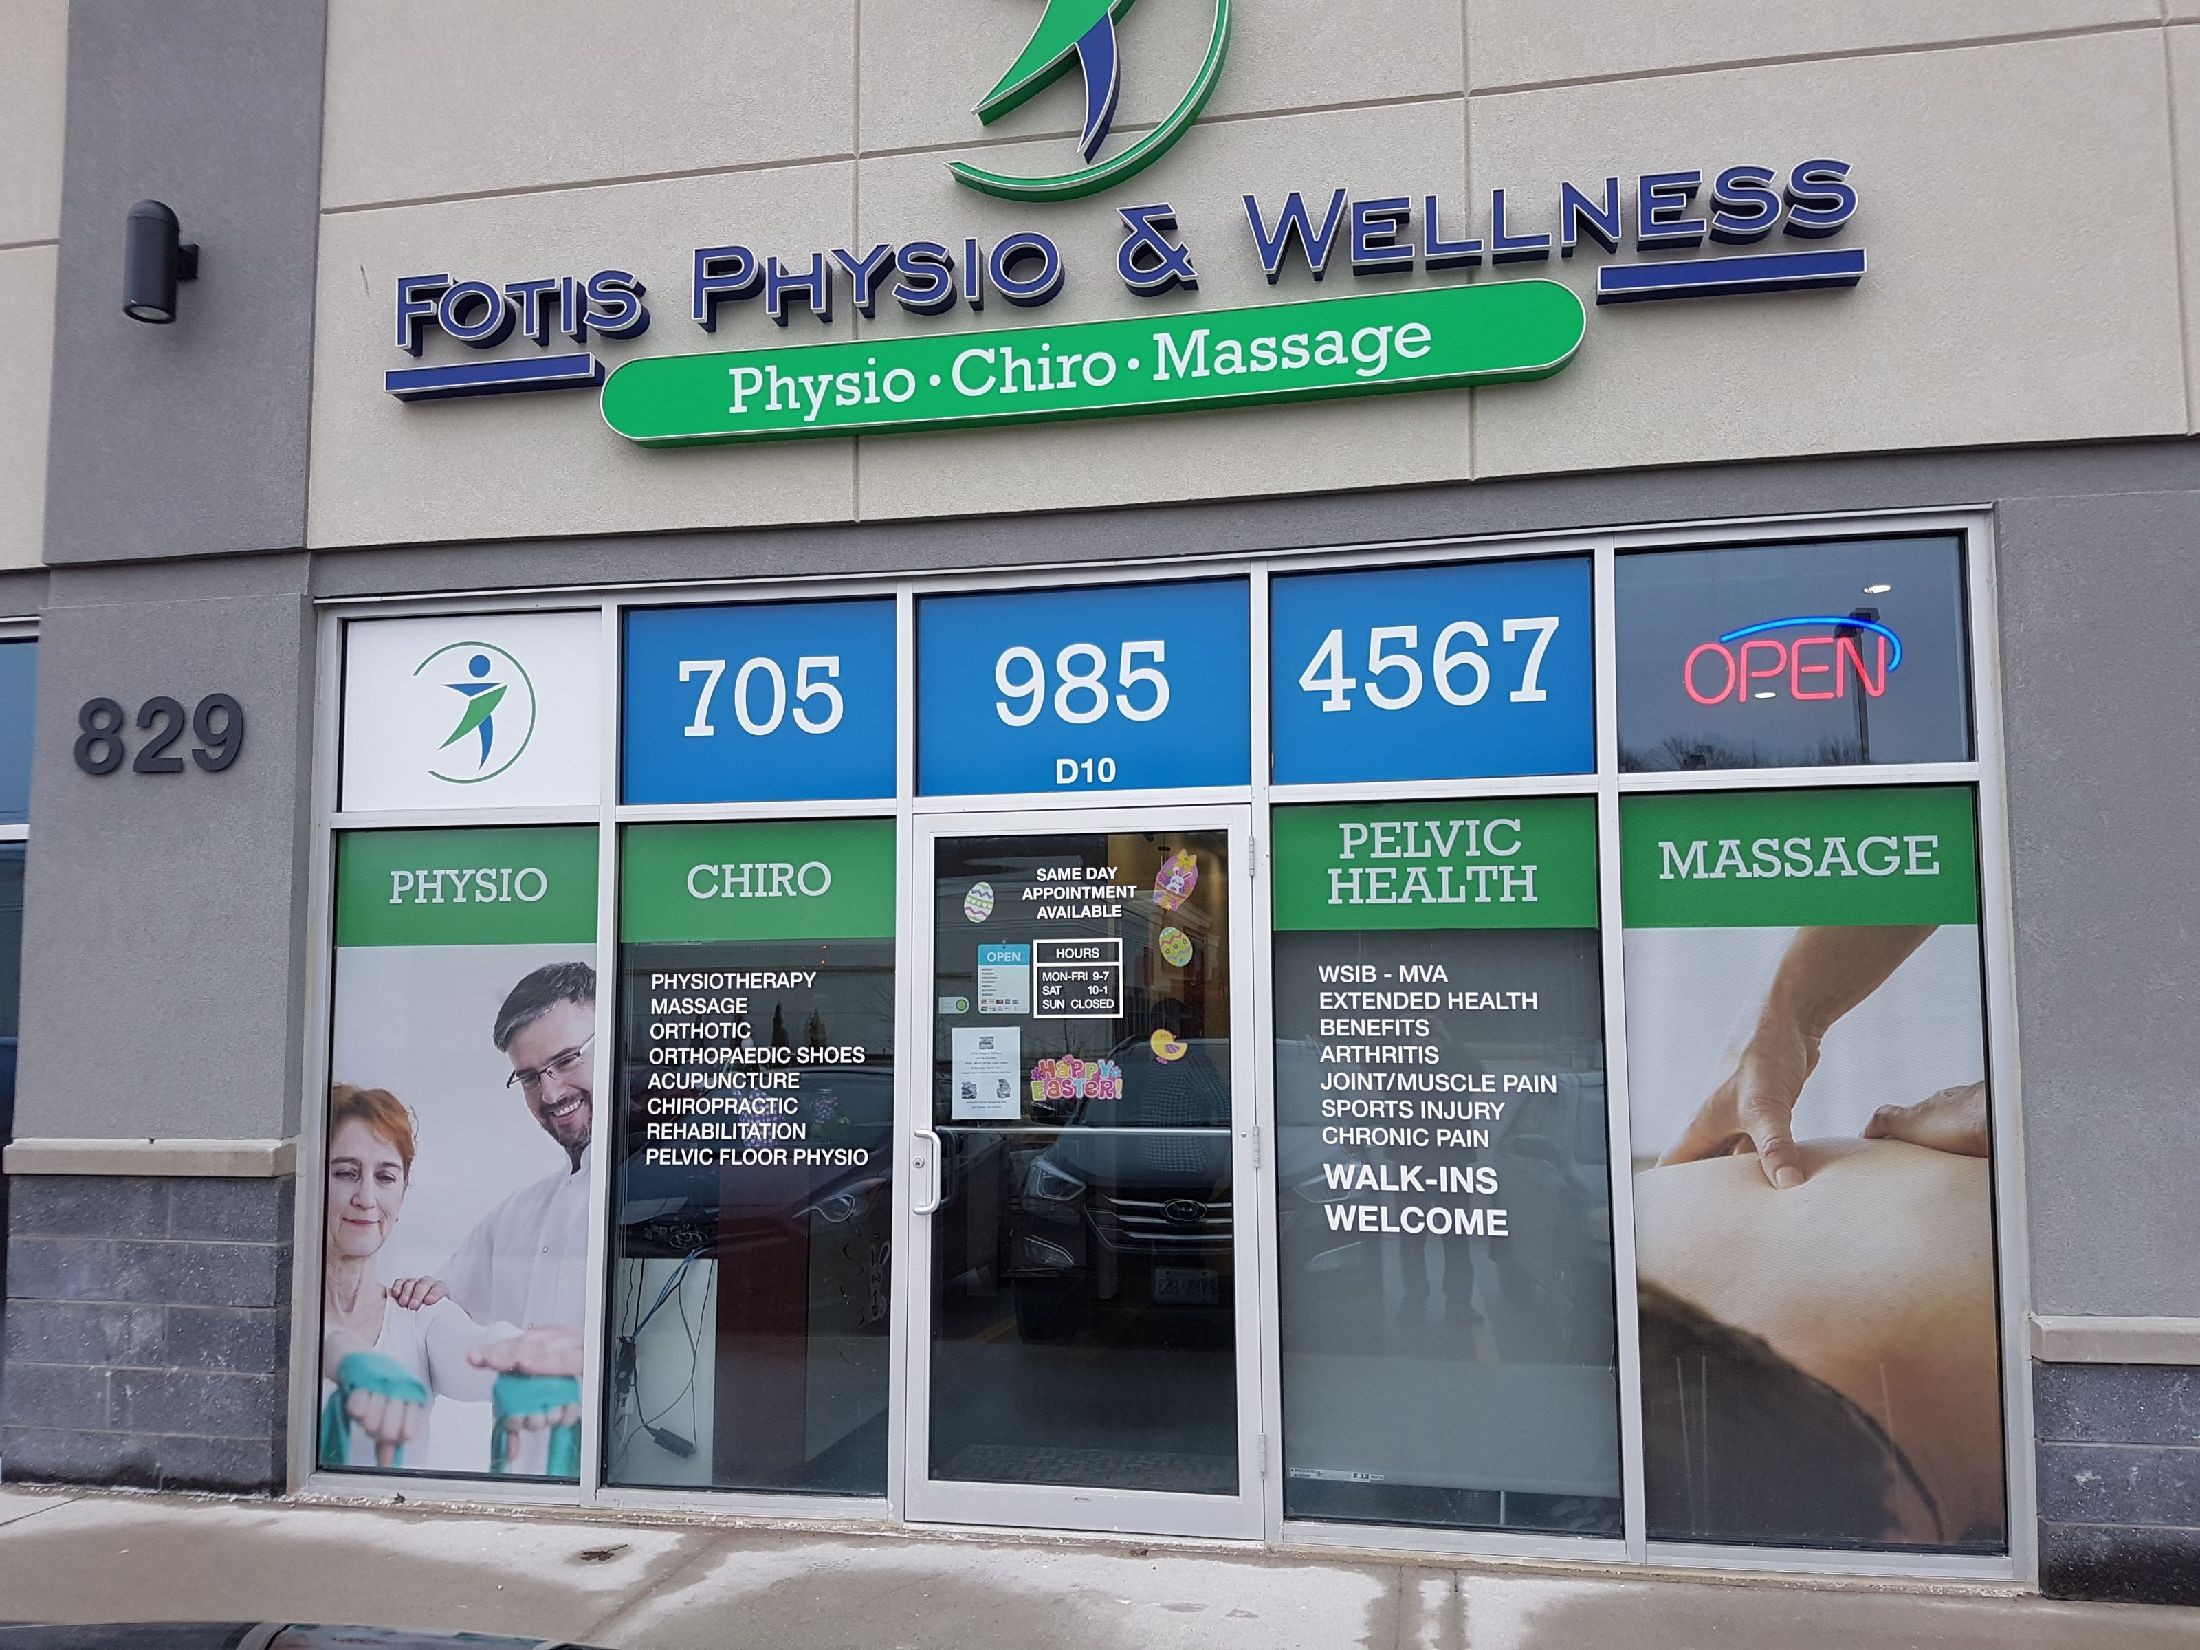 FOTIS PHYSIO & WELLNESS
Physio · Chiro · Massage
829
705
985
4567
D10
OPEN
PHYSIO
CHIRO
PELVIC
HEALTH
MASSAGE
PHYSIOTHERAPY
MASSAGE
ORTHOTIC
ORTHOPAEDIC SHOES
ACUPUNCTURE
CHIROPRACTIC
REHABILITATION
PELVIC FLOOR PHYSIO
SAME DAY
APPOINTMENT
AVAILABLE
OPEN
HOURS
MON-FRI 9-7
SAT 10-1
SUN CLOSED
HAPPY
EASTER!
WSIB - MVA
EXTENDED HEALTH
BENEFITS
ARTHRITIS
JOINT/MUSCLE PAIN
SPORTS INJURY
CHRONIC PAIN
WALK-INS
WELCOME